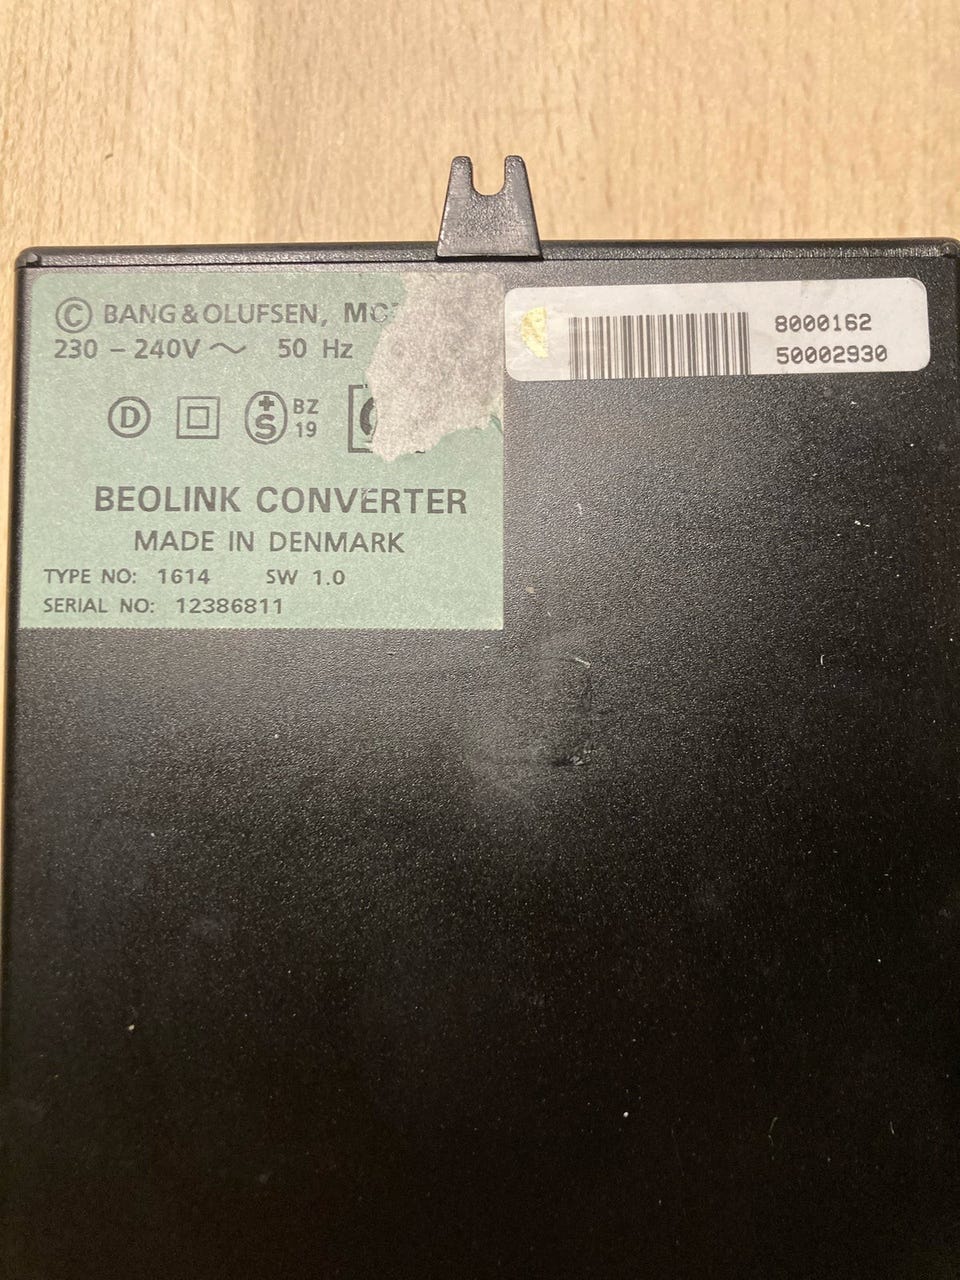 © BANG & OLUFSEN,
230 – 240V ~ 50 Hz
D
+S BZ 19
BEOLINK CONVERTER
MADE IN DENMARK
TYPE NO: 1614 SW 1.0
SERIAL NO: 12386811
8000162
50002930